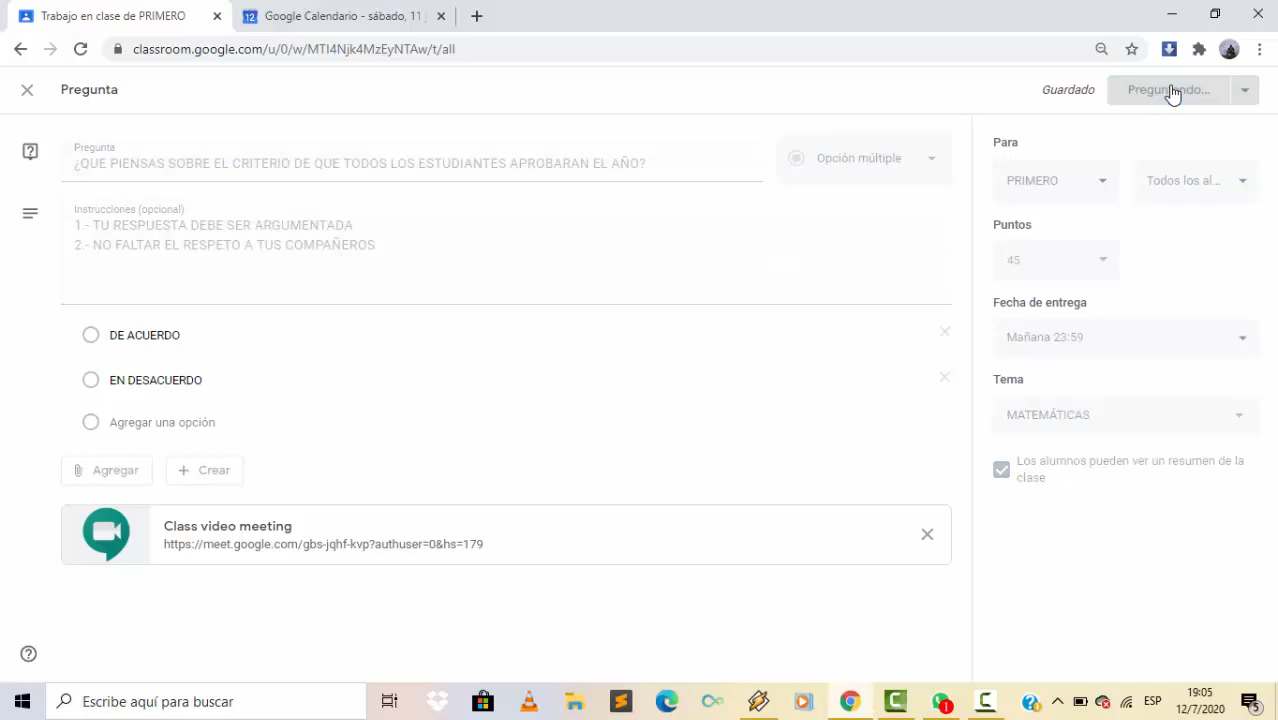 Trabajo en clase de PRIMERO
12
Google Calendario - sábado, 11
classroom.google.com/u/0/w/MTI4Njk4MzEyNTAw/t/all
Pregunta
Guardado
Preguntando...
Pregunta
¿QUE PIENSAS SOBRE EL CRITERIO DE QUE TODOS LOS ESTUDIANTES APROBARAN EL AÑO?
Opción múltiple
Instrucciones (opcional)
1.- TU RESPUESTA DEBE SER ARGUMENTADA
2.- NO FALTAR EL RESPETO A TUS COMPAÑEROS
DE ACUERDO
EN DESACUERDO
Agregar una opción
Agregar
Crear
Class video meeting
https://meet.google.com/gbs-jqhf-kvp?authuser=0&hs=179
Para
PRIMERO
Todos los al...
Puntos
45
Fecha de entrega
Mañana 23:59
Tema
MATEMÁTICAS
Los alumnos pueden ver un resumen de la
clase
Escribe aquí para buscar
1
ESP
19:05
12/7/2020
5